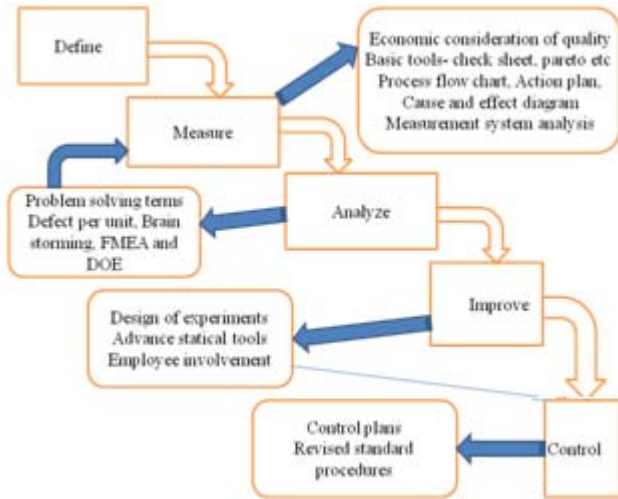 Define
Economic consideration of quality
Basic tools- check sheet, pareto etc
Process flow chart, Action plan,
Cause and effect diagram
Measurement system analysis
Measure
Problem solving terms
Defect per unit, Brain
storming, FMEA and
DOE
Analyze
Improve
Design of experiments
Advance statical tools
Employee involvement
Control plans
Revised standard
procedures
Control